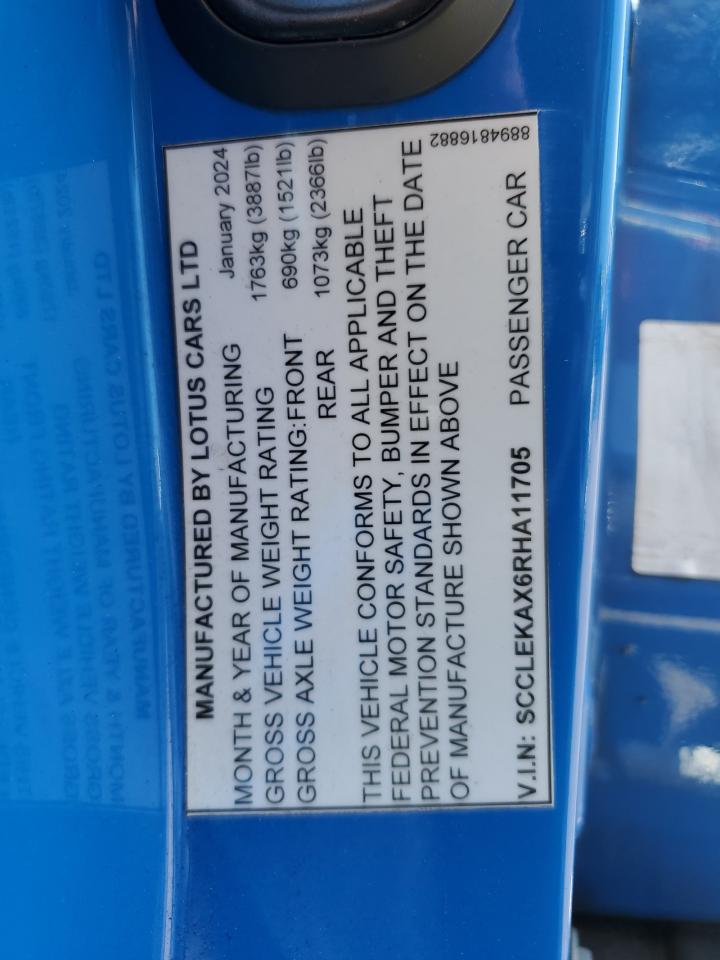 MANUFACTURED BY LOTUS CARS LTD
MONTH & YEAR OF MANUFACTURING January 2024
GROSS VEHICLE WEIGHT RATING 1763kg (3887lb)
GROSS AXLE WEIGHT RATING:FRONT 690kg (1521lb)
REAR 1073kg (2366lb)
THIS VEHICLE CONFORMS TO ALL APPLICABLE
FEDERAL MOTOR SAFETY, BUMPER AND THEFT
PREVENTION STANDARDS IN EFFECT ON THE DATE
OF MANUFACTURE SHOWN ABOVE
8894816882
V.I.N: SCCLEKAX6RHA11705 PASSENGER CAR